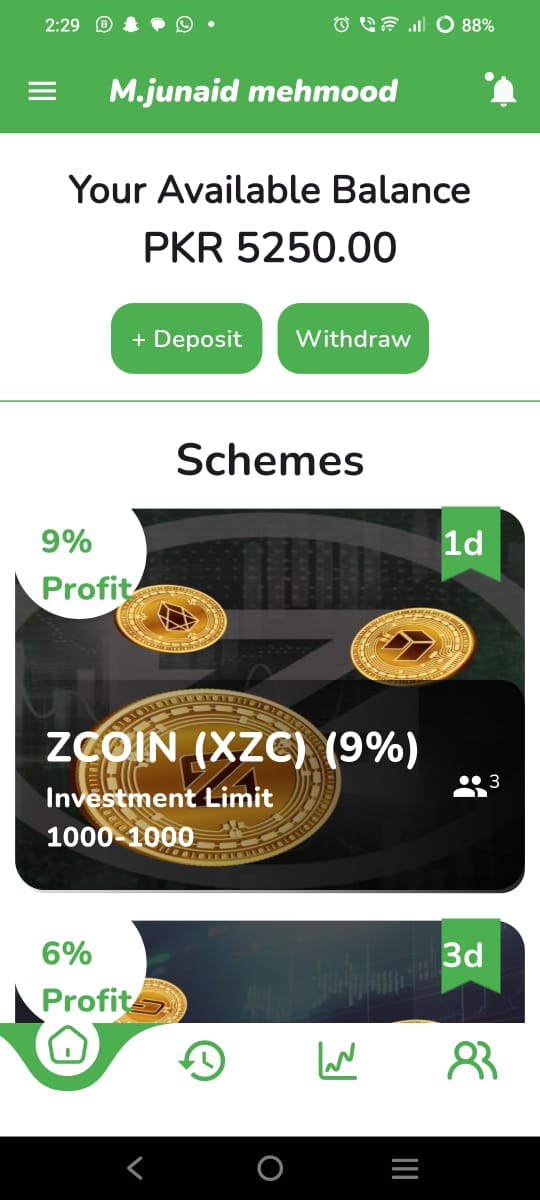 2:29
88%
M.junaid mehmood
Your Available Balance
PKR 5250.00
+ Deposit
Withdraw
Schemes
9%
Profit
1d
ZCOIN (XZC) (9%)
Investment Limit
1000-1000
3
6%
Profit
3d